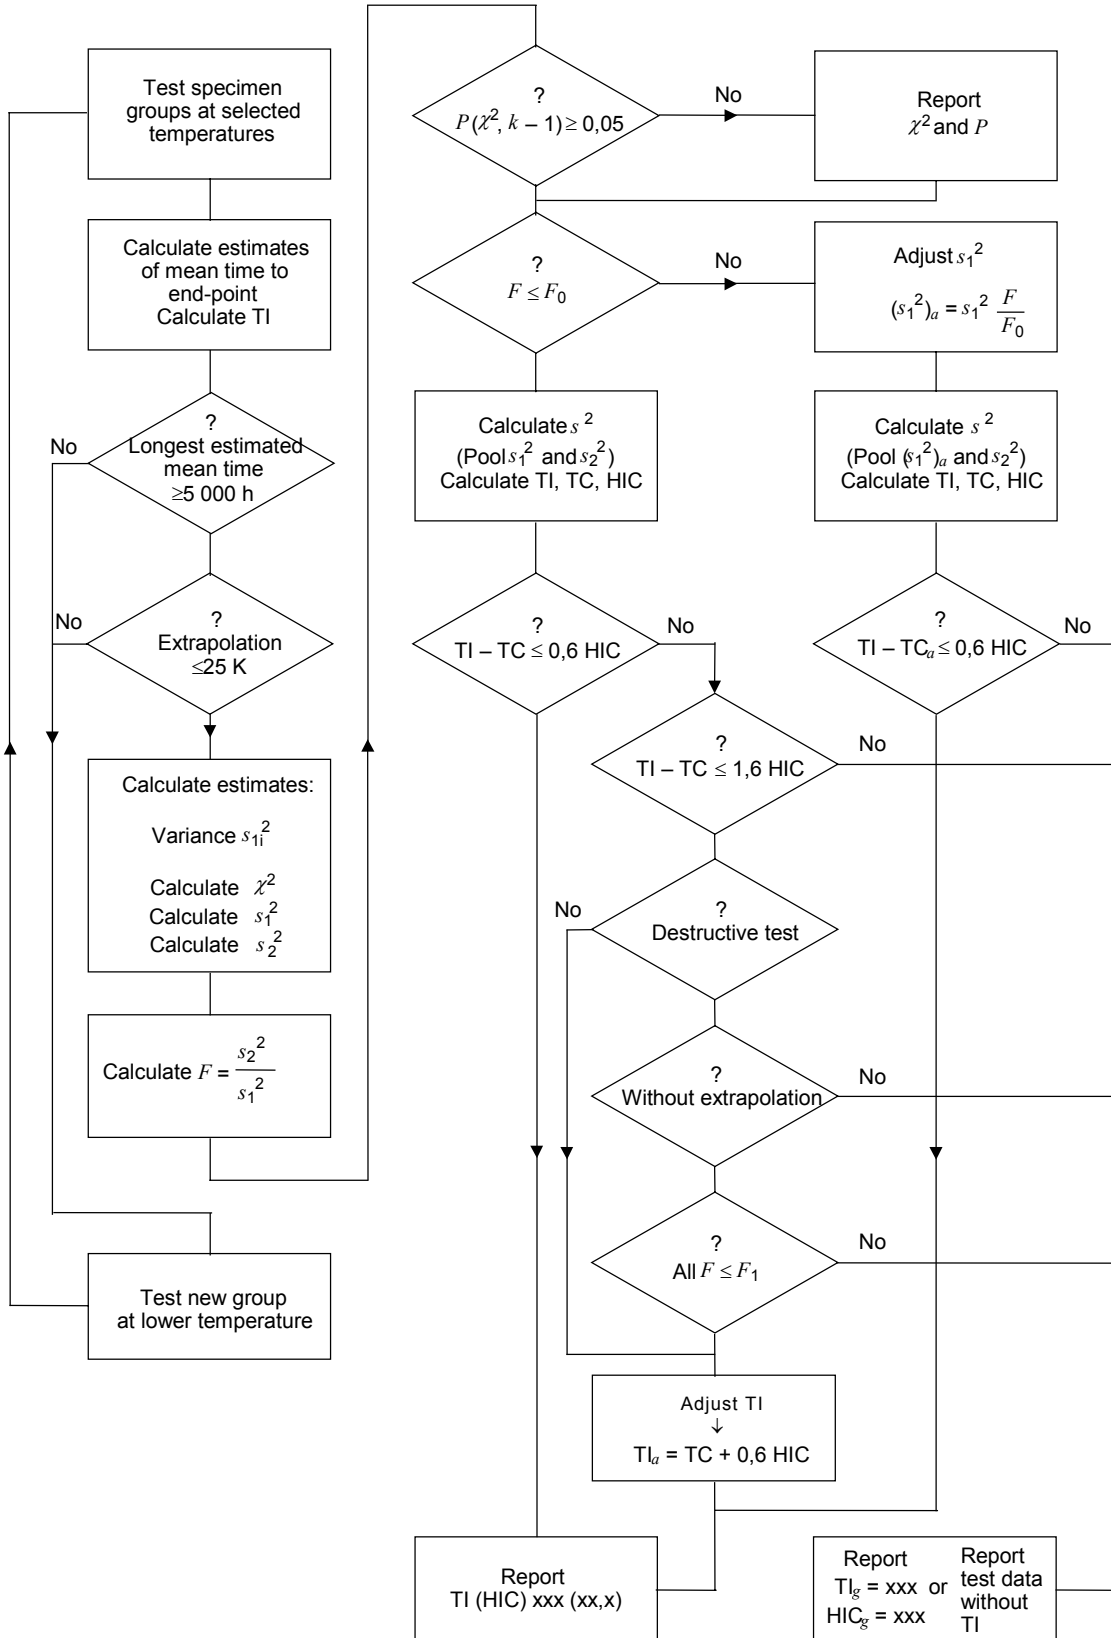 Test specimen
groups at selected
temperatures
Calculate estimates
of mean time to
end-point
Calculate TI
?
Longest estimated
mean time
≥5 000 h
No
?
Extrapolation
≤25 K
No
Calculate estimates:
Variance s₁ᵢ²
Calculate χ²
Calculate s₁²
Calculate s₂²
Calculate F = s₂² / s₁²
Test new group
at lower temperature
?
P(χ², k – 1) ≥ 0,05
No
Report
χ² and P
?
F ≤ F₀
No
Adjust s₁²
(s₁²)ₐ = s₁² F / F₀
Calculate s²
(Pool s₁² and s₂²)
Calculate TI, TC, HIC
Calculate s²
(Pool (s₁²)ₐ and s₂²)
Calculate TI, TC, HIC
?
TI – TC ≤ 0,6 HIC
No
?
TI – TCₐ ≤ 0,6 HIC
No
?
TI – TC ≤ 1,6 HIC
No
?
Destructive test
No
?
Without extrapolation
No
?
All F ≤ F₁
No
Adjust TI
↓
TIₐ = TC + 0,6 HIC
Report
TI (HIC) xxx (xx,x)
Report
TI_g = xxx or
HIC_g = xxx
Report
test data
without
TI